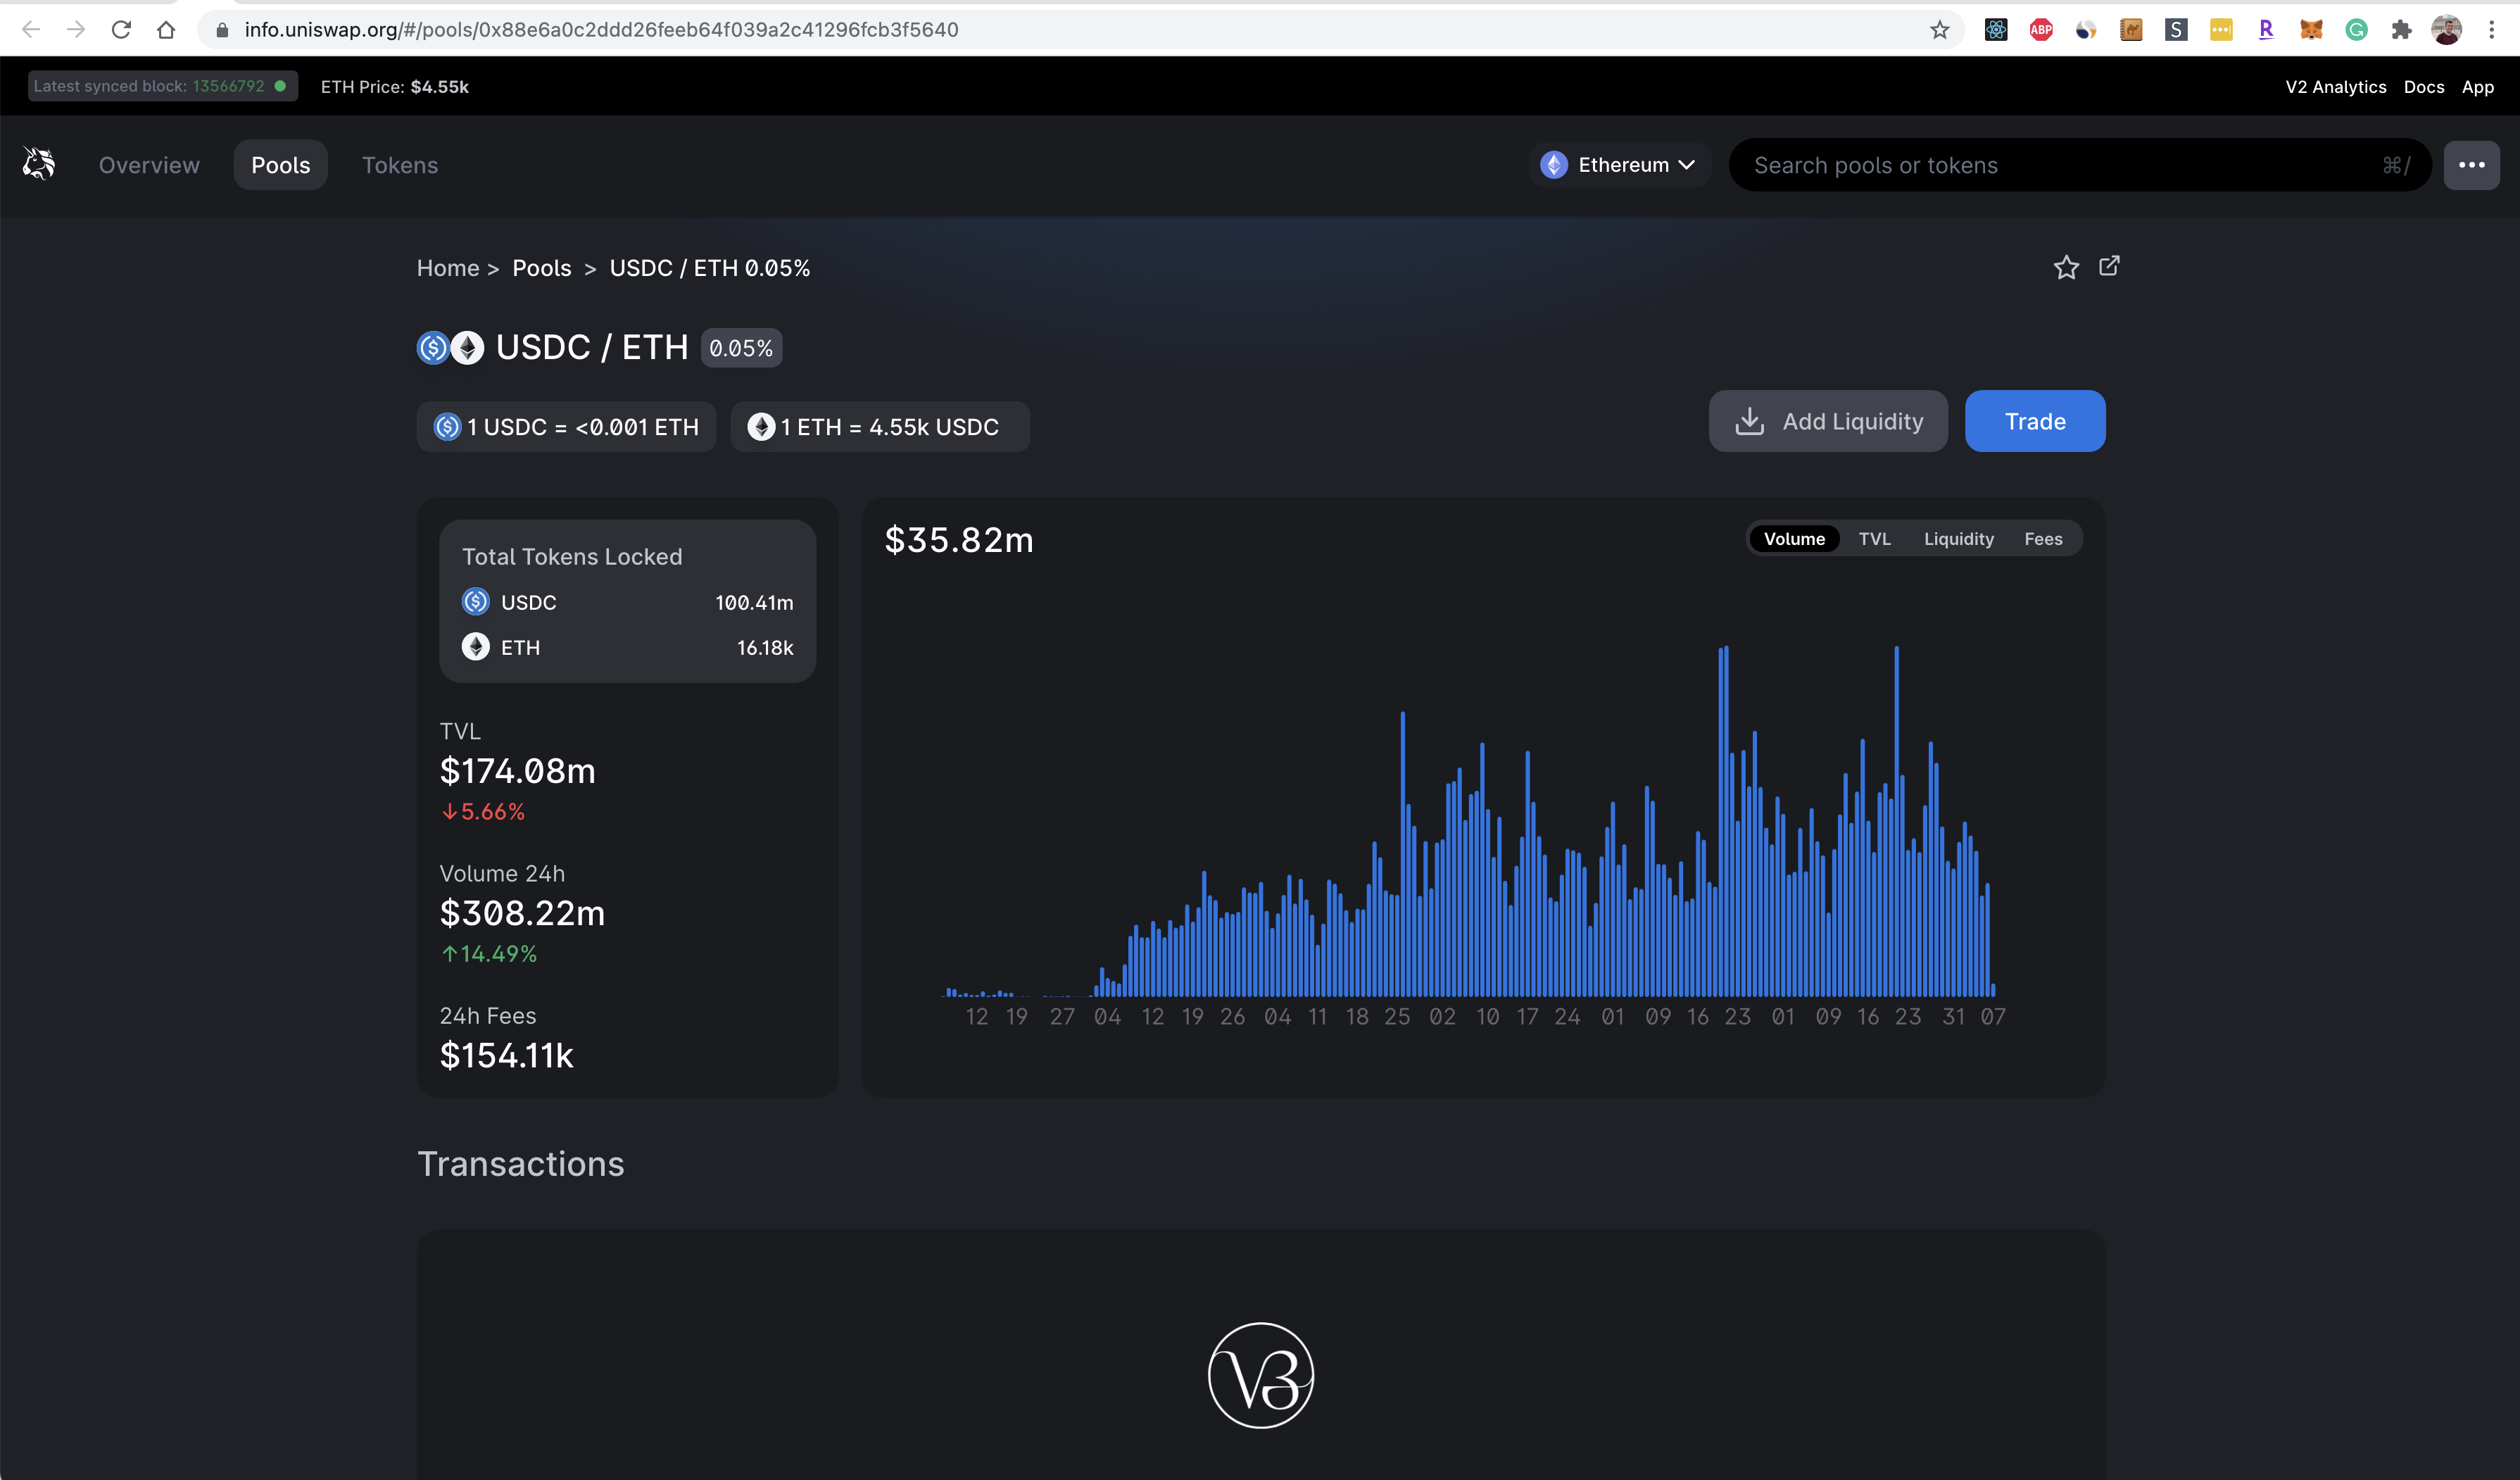 info.uniswap.org/#/pools/0x88e6a0c2ddd26feeb64f039a2c41296fcb3f5640
ABP
S
R
G
Latest synced block: 13566792
ETH Price: $4.55k
V2 Analytics Docs App
Overview Pools Tokens
Ethereum
Search pools or tokens ⌘/
Home > Pools > USDC / ETH 0.05%
USDC / ETH 0.05%
1 USDC = <0.001 ETH
1 ETH = 4.55k USDC
Add Liquidity
Trade
Total Tokens Locked
USDC 100.41m
ETH 16.18k
TVL
$174.08m
↓5.66%
Volume 24h
$308.22m
↑14.49%
24h Fees
$154.11k
$35.82m
Volume TVL Liquidity Fees
12 19 27 04 12 19 26 04 11 18 25 02 10 17 24 01 09 16 23 01 09 16 23 31 07
Transactions
V3